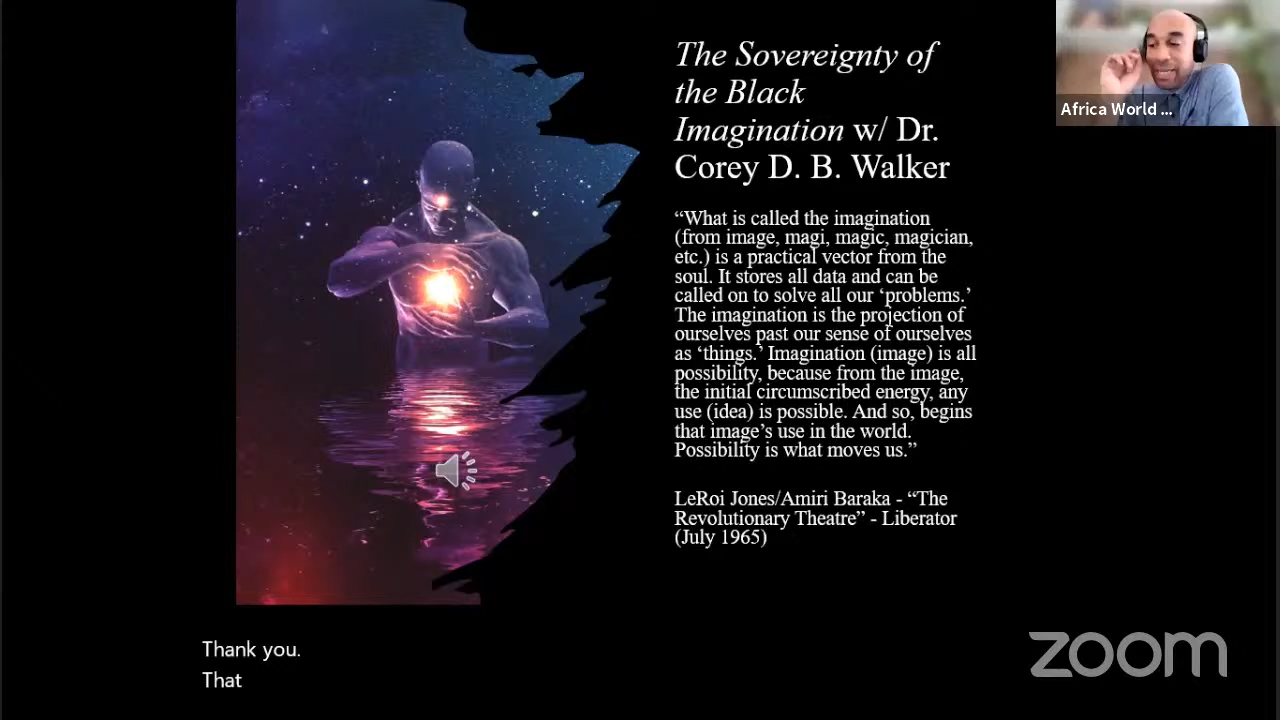 The Sovereignty of
the Black
Imagination w/ Dr.
Corey D. B. Walker
“What is called the imagination
(from image, magi, magic, magician,
etc.) is a practical vector from the
soul. It stores all data and can be
called on to solve all our ‘problems.’
The imagination is the projection of
ourselves past our sense of ourselves
as ‘things.’ Imagination (image) is all
possibility, because from the image,
the initial circumscribed energy, any
use (idea) is possible. And so, begins
that image’s use in the world.
Possibility is what moves us.”
LeRoi Jones/Amiri Baraka - “The
Revolutionary Theatre” - Liberator
(July 1965)
Africa World ...
Thank you.
That
zoom